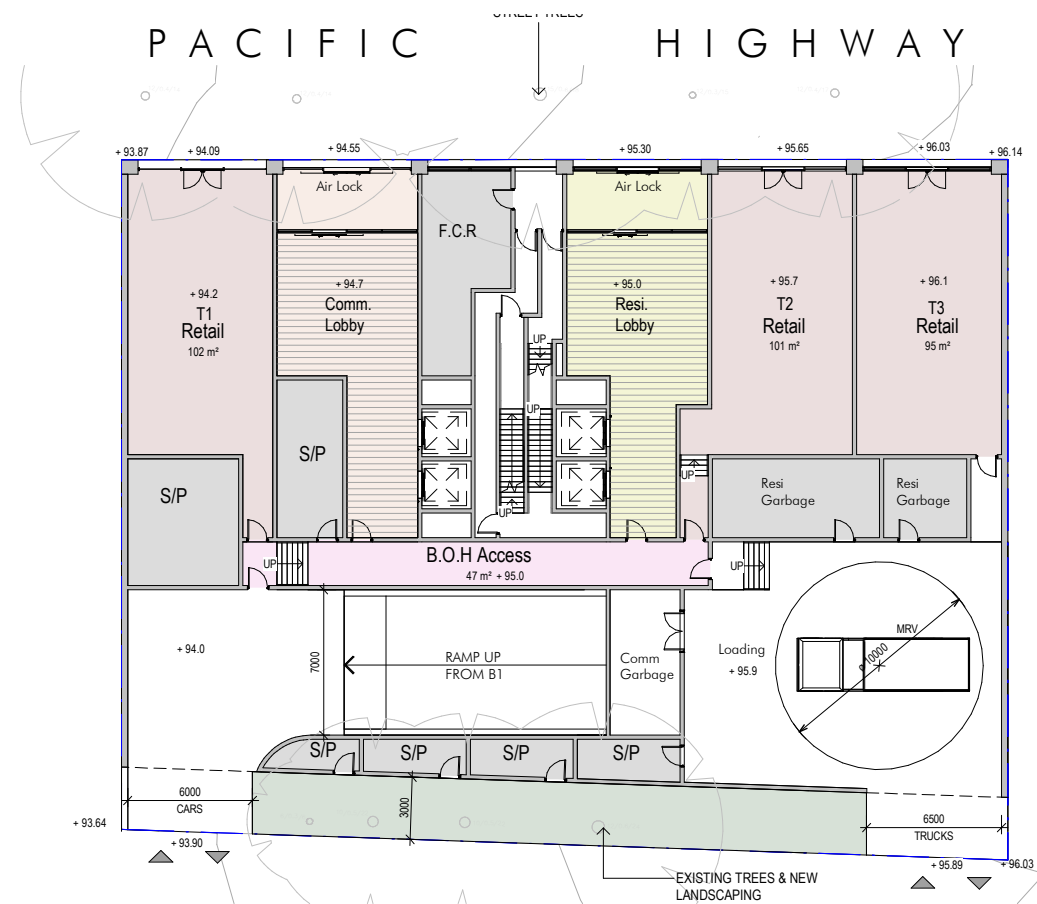 STREET TREES
PACIFIC HIGHWAY
+ 93.87
+ 94.09
+ 94.55
+ 95.30
+ 95.65
+ 96.03
+ 96.14
Air Lock
Air Lock
F.C.R
+ 94.2
T1
Retail
102 m²
+ 94.7
Comm.
Lobby
+ 95.0
Resi.
Lobby
+ 95.7
T2
Retail
101 m²
+ 96.1
T3
Retail
95 m²
UP
UP
UP
UP
S/P
S/P
Resi
Garbage
Resi
Garbage
B.O.H Access
47 m² + 95.0
UP
UP
+ 94.0
7000
RAMP UP
FROM B1
Comm
Garbage
Loading
+ 95.9
MRV
ø 10000
S/P
S/P
S/P
S/P
6000
CARS
3000
6500
TRUCKS
+ 93.64
+ 93.90
+ 95.89
+ 96.03
EXISTING TREES & NEW
LANDSCAPING